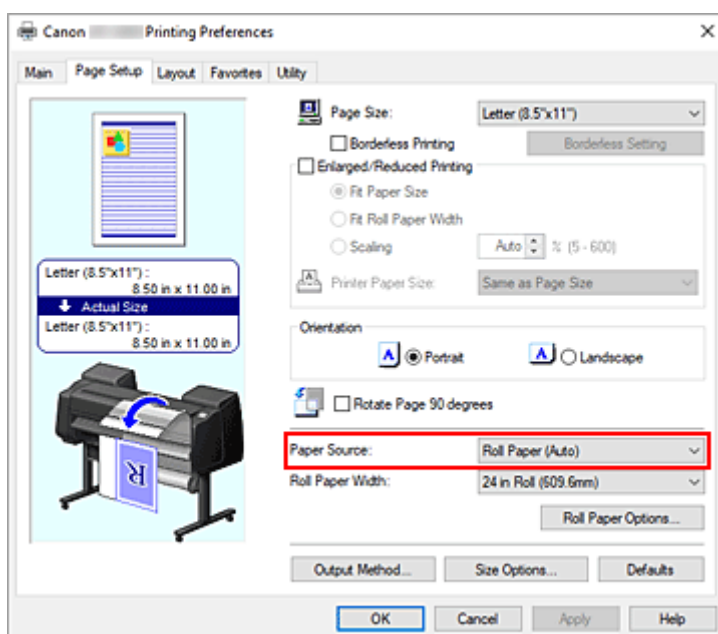 Canon Printing Preferences
Main Page Setup Layout Favorites Utility
Page Size: Letter (8.5"x11")
Borderless Printing Borderless Setting
Enlarged/Reduced Printing
Fit Paper Size
Fit Roll Paper Width
Scaling Auto % (5 - 600)
Printer Paper Size: Same as Page Size
Letter (8.5"x11") :
8.50 in x 11.00 in
Actual Size
Letter (8.5"x11") :
8.50 in x 11.00 in
Orientation
A Portrait A Landscape
Rotate Page 90 degrees
R
Paper Source: Roll Paper (Auto)
Roll Paper Width: 24 in Roll (609.6mm)
Roll Paper Options...
Output Method... Size Options... Defaults
OK Cancel Apply Help